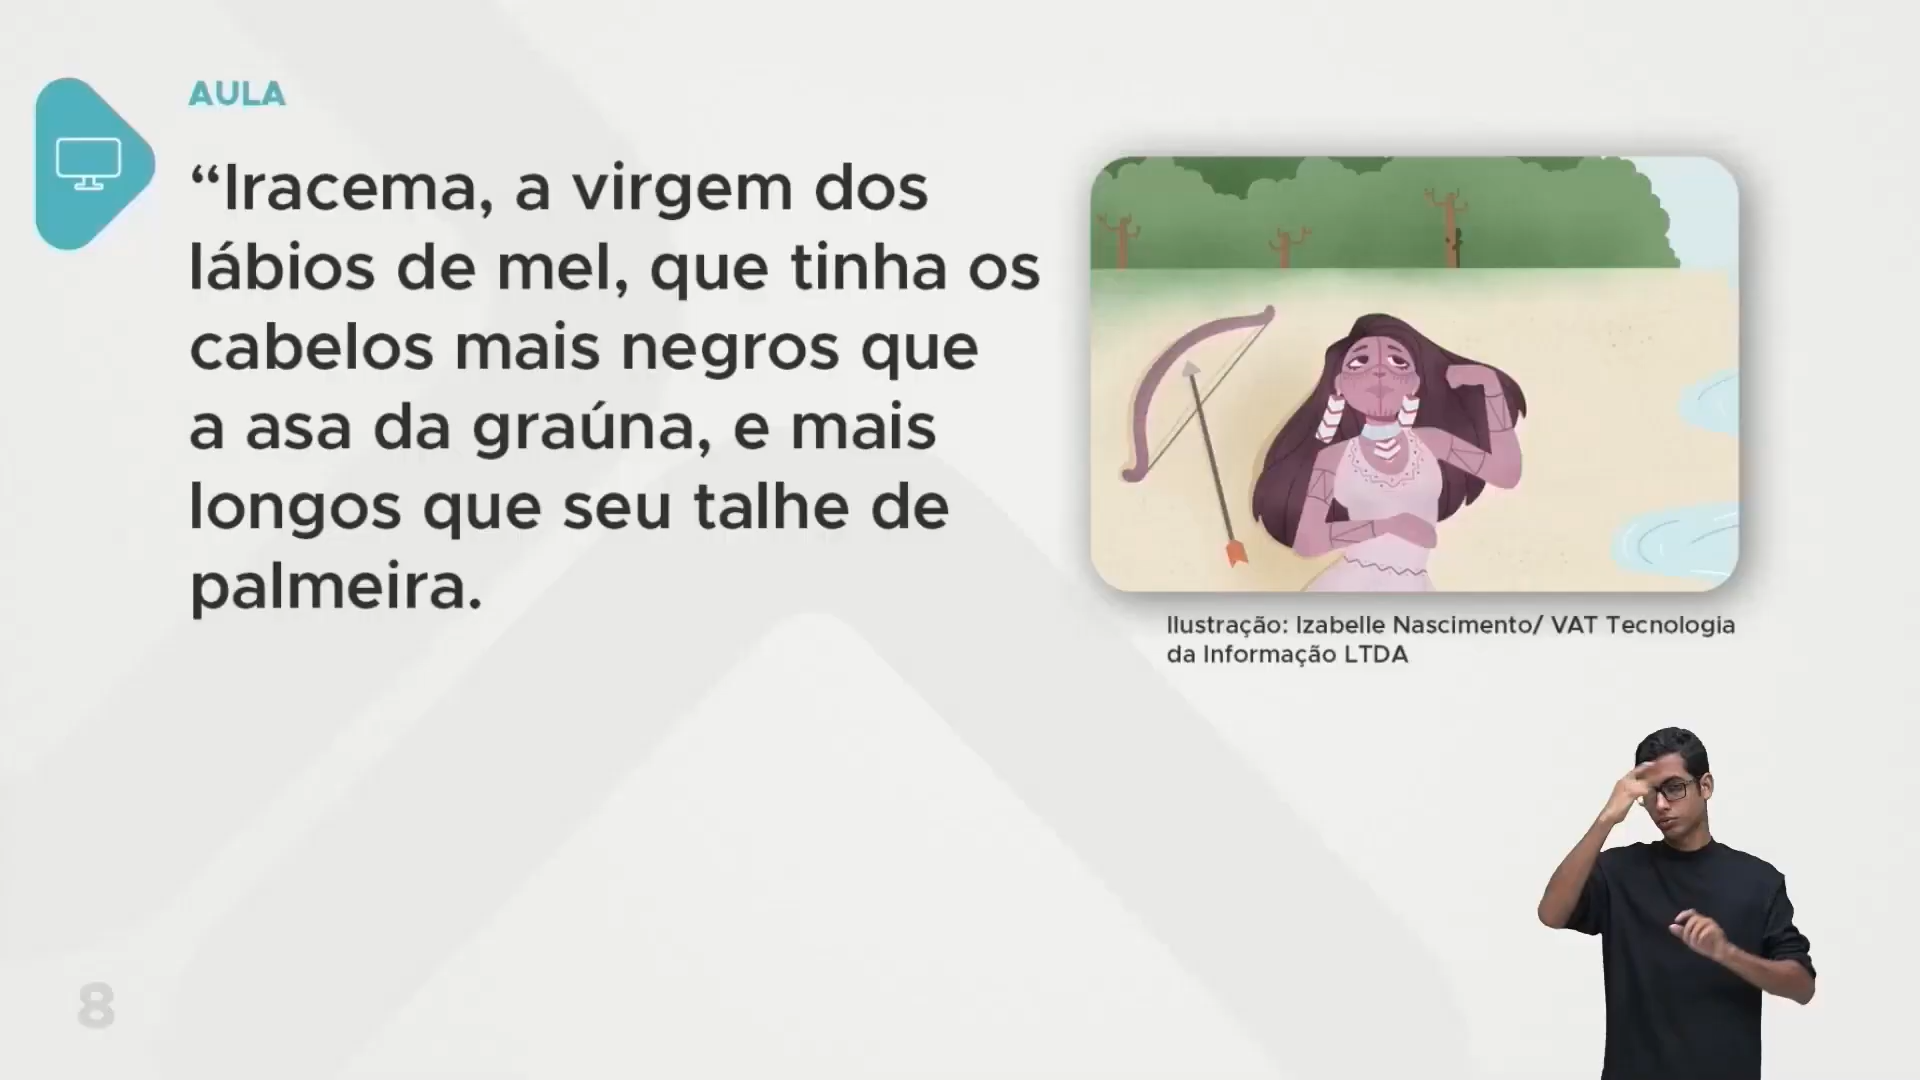 AULA
“Iracema, a virgem dos
lábios de mel, que tinha os
cabelos mais negros que
a asa da graúna, e mais
longos que seu talhe de
palmeira.
Ilustração: Izabelle Nascimento/ VAT Tecnologia
da Informação LTDA
8